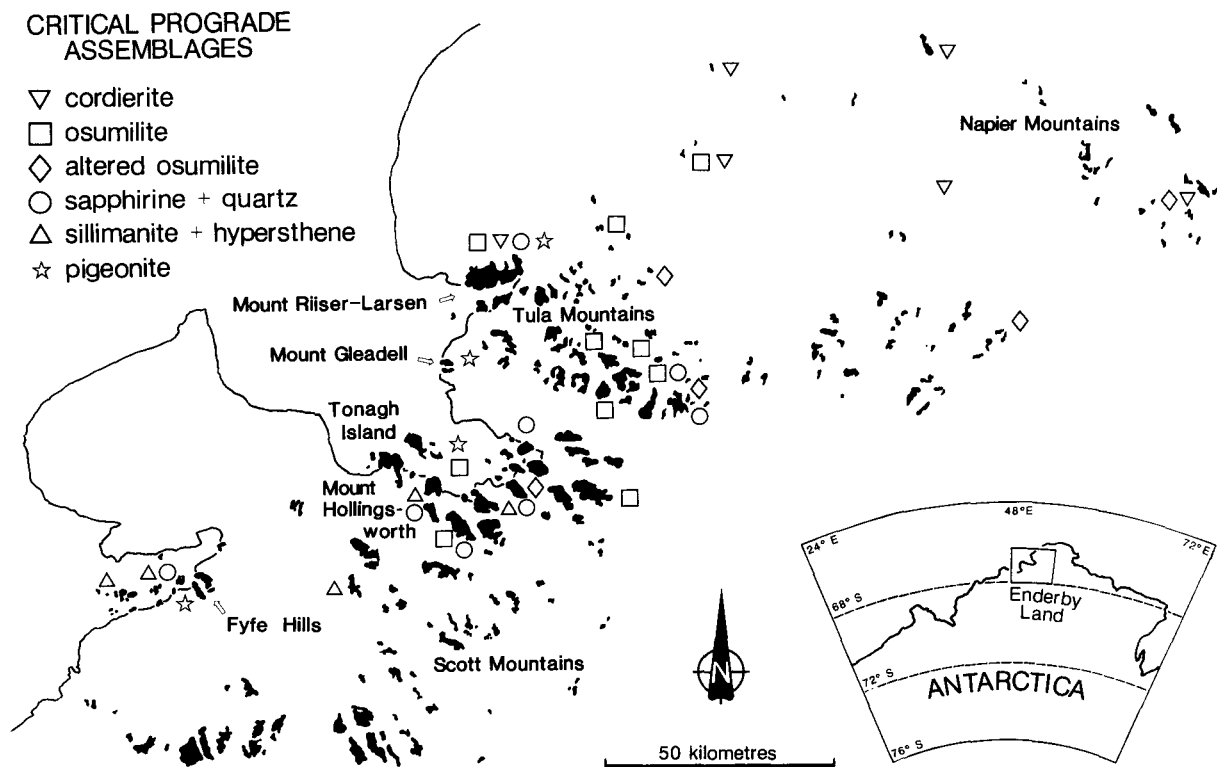 CRITICAL PROGRADE
ASSEMBLAGES
cordierite
osumilite
altered osumilite
sapphirine + quartz
sillimanite + hypersthene
pigeonite
Napier Mountains
Mount Riiser-Larsen
Tula Mountains
Mount Gleadell
Tonagh
Island
Mount
Hollings-
worth
Fyfe Hills
Scott Mountains
N
50 kilometres
24° E
48°E
72° E
68° S
Enderby
Land
72° S
ANTARCTICA
76° S